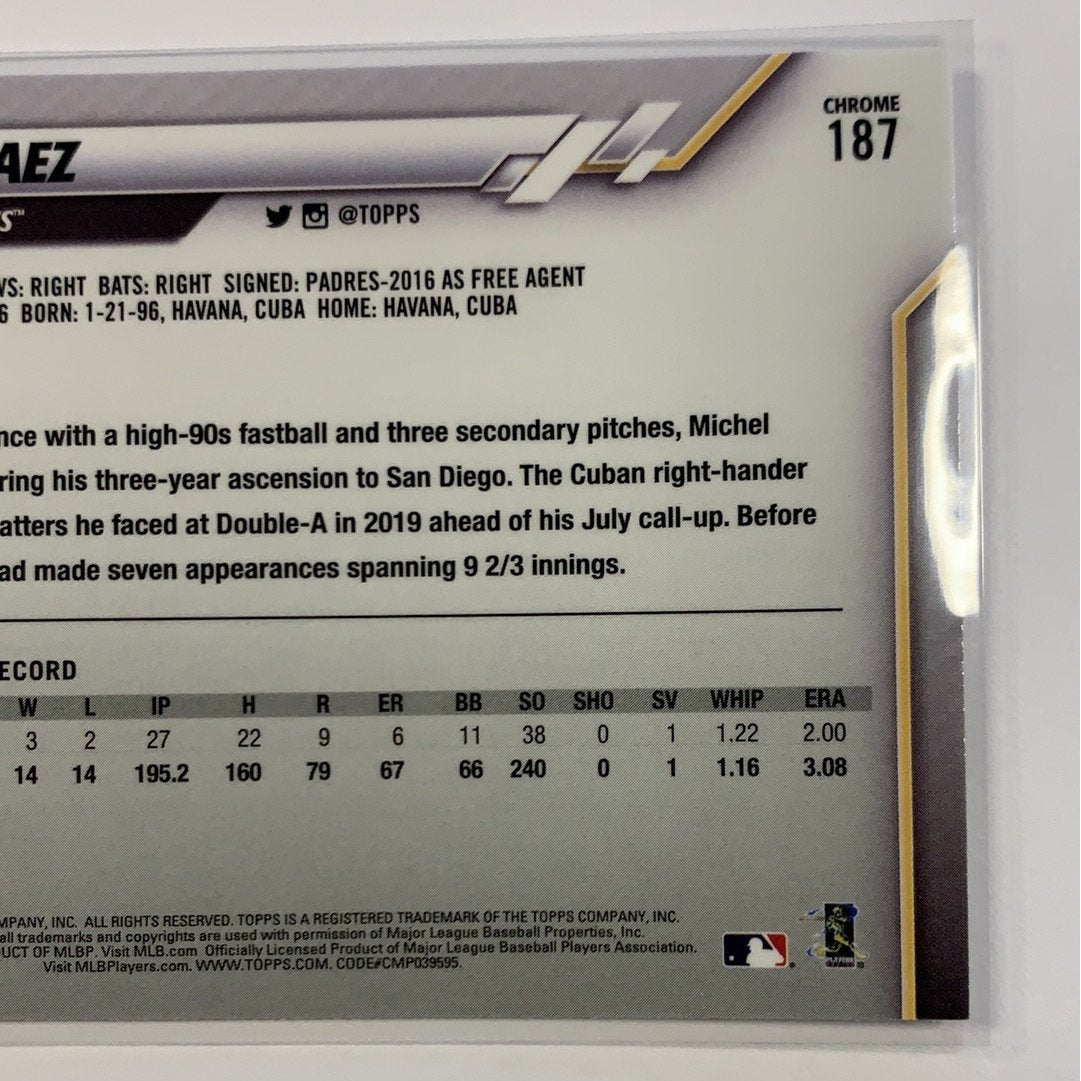 CHROME
187
AEZ
S™
@TOPPS
WS: RIGHT BATS: RIGHT SIGNED: PADRES-2016 AS FREE AGENT
6 BORN: 1-21-96, HAVANA, CUBA HOME: HAVANA, CUBA
nce with a high-90s fastball and three secondary pitches, Michel
ring his three-year ascension to San Diego. The Cuban right-hander
atters he faced at Double-A in 2019 ahead of his July call-up. Before
ad made seven appearances spanning 9 2/3 innings.
ECORD
W L IP H R ER BB SO SHO SV WHIP ERA
3 2 27 22 9 6 11 38 0 1 1.22 2.00
14 14 195.2 160 79 67 66 240 0 1 1.16 3.08
MPANY, INC. ALL RIGHTS RESERVED. TOPPS IS A REGISTERED TRADEMARK OF THE TOPPS COMPANY, INC.
all trademarks and copyrights are used with permission of Major League Baseball Properties, Inc.
UCT OF MLBP. Visit MLB.com Officially Licensed Product of Major League Baseball Players Association.
Visit MLBPlayers.com. WWW.TOPPS.COM. CODE#CMP039595.